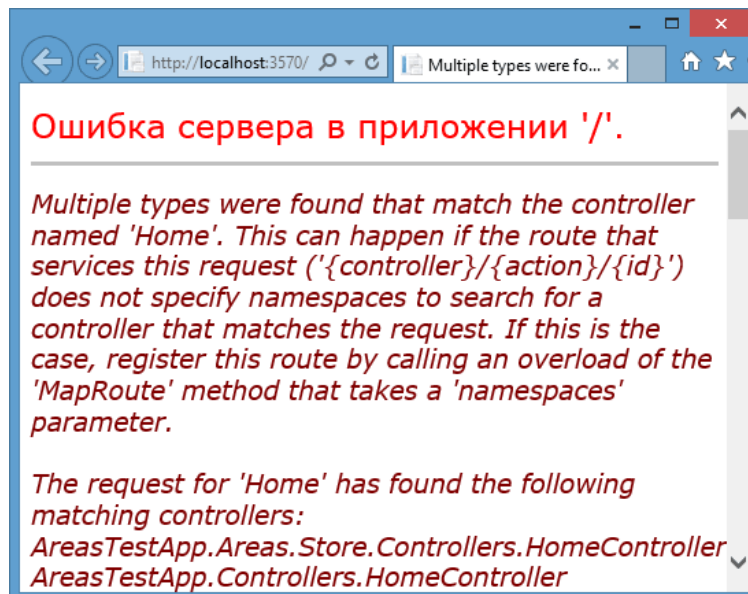 http://localhost:3570/
Multiple types were fo...
Ошибка сервера в приложении '/'.
Multiple types were found that match the controller
named 'Home'. This can happen if the route that
services this request ('{controller}/{action}/{id}')
does not specify namespaces to search for a
controller that matches the request. If this is the
case, register this route by calling an overload of the
'MapRoute' method that takes a 'namespaces'
parameter.
The request for 'Home' has found the following
matching controllers:
AreasTestApp.Areas.Store.Controllers.HomeController
AreasTestApp.Controllers.HomeController